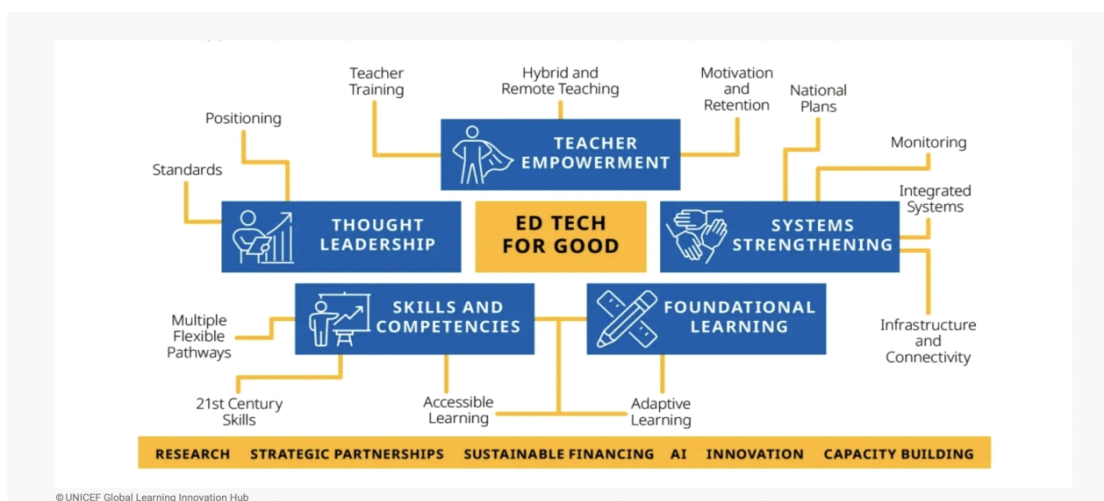 Teacher
Training
Hybrid and
Remote Teaching
Motivation
and
Retention
National
Plans
Positioning
Standards
Monitoring
Integrated
Systems
TEACHER
EMPOWERMENT
THOUGHT
LEADERSHIP
ED TECH
FOR GOOD
SYSTEMS
STRENGTHENING
SKILLS AND
COMPETENCIES
FOUNDATIONAL
LEARNING
Multiple
Flexible
Pathways
Infrastructure
and
Connectivity
21st Century
Skills
Accessible
Learning
Adaptive
Learning
RESEARCH STRATEGIC PARTNERSHIPS SUSTAINABLE FINANCING AI INNOVATION CAPACITY BUILDING
© UNICEF Global Learning Innovation Hub